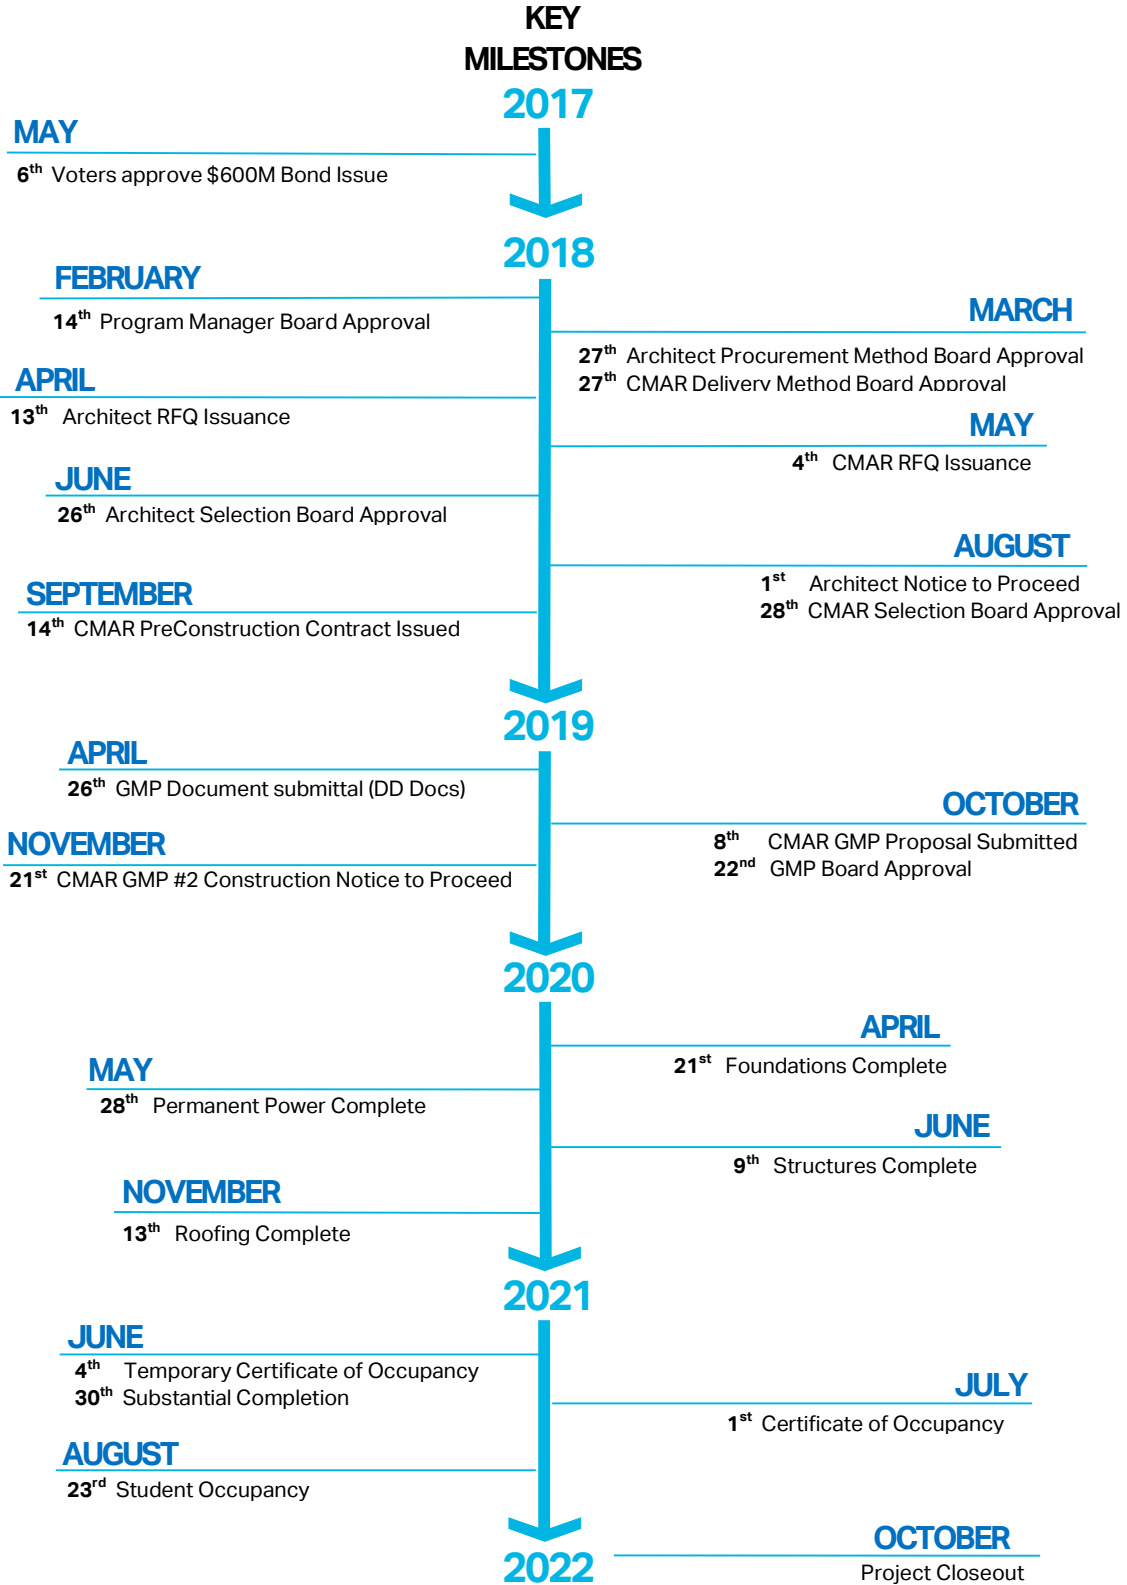 KEY
MILESTONES
2017
MAY
6th Voters approve $600M Bond Issue
2018
FEBRUARY
14th Program Manager Board Approval
MARCH
27th Architect Procurement Method Board Approval
27th CMAR Delivery Method Board Approval
APRIL
13th Architect RFQ Issuance
MAY
4th CMAR RFQ Issuance
JUNE
26th Architect Selection Board Approval
AUGUST
1st Architect Notice to Proceed
28th CMAR Selection Board Approval
SEPTEMBER
14th CMAR PreConstruction Contract Issued
2019
APRIL
26th GMP Document submittal (DD Docs)
OCTOBER
8th CMAR GMP Proposal Submitted
22nd GMP Board Approval
NOVEMBER
21st CMAR GMP #2 Construction Notice to Proceed
2020
APRIL
21st Foundations Complete
MAY
28th Permanent Power Complete
JUNE
9th Structures Complete
NOVEMBER
13th Roofing Complete
2021
JUNE
4th Temporary Certificate of Occupancy
30th Substantial Completion
JULY
1st Certificate of Occupancy
AUGUST
23rd Student Occupancy
2022
OCTOBER
Project Closeout